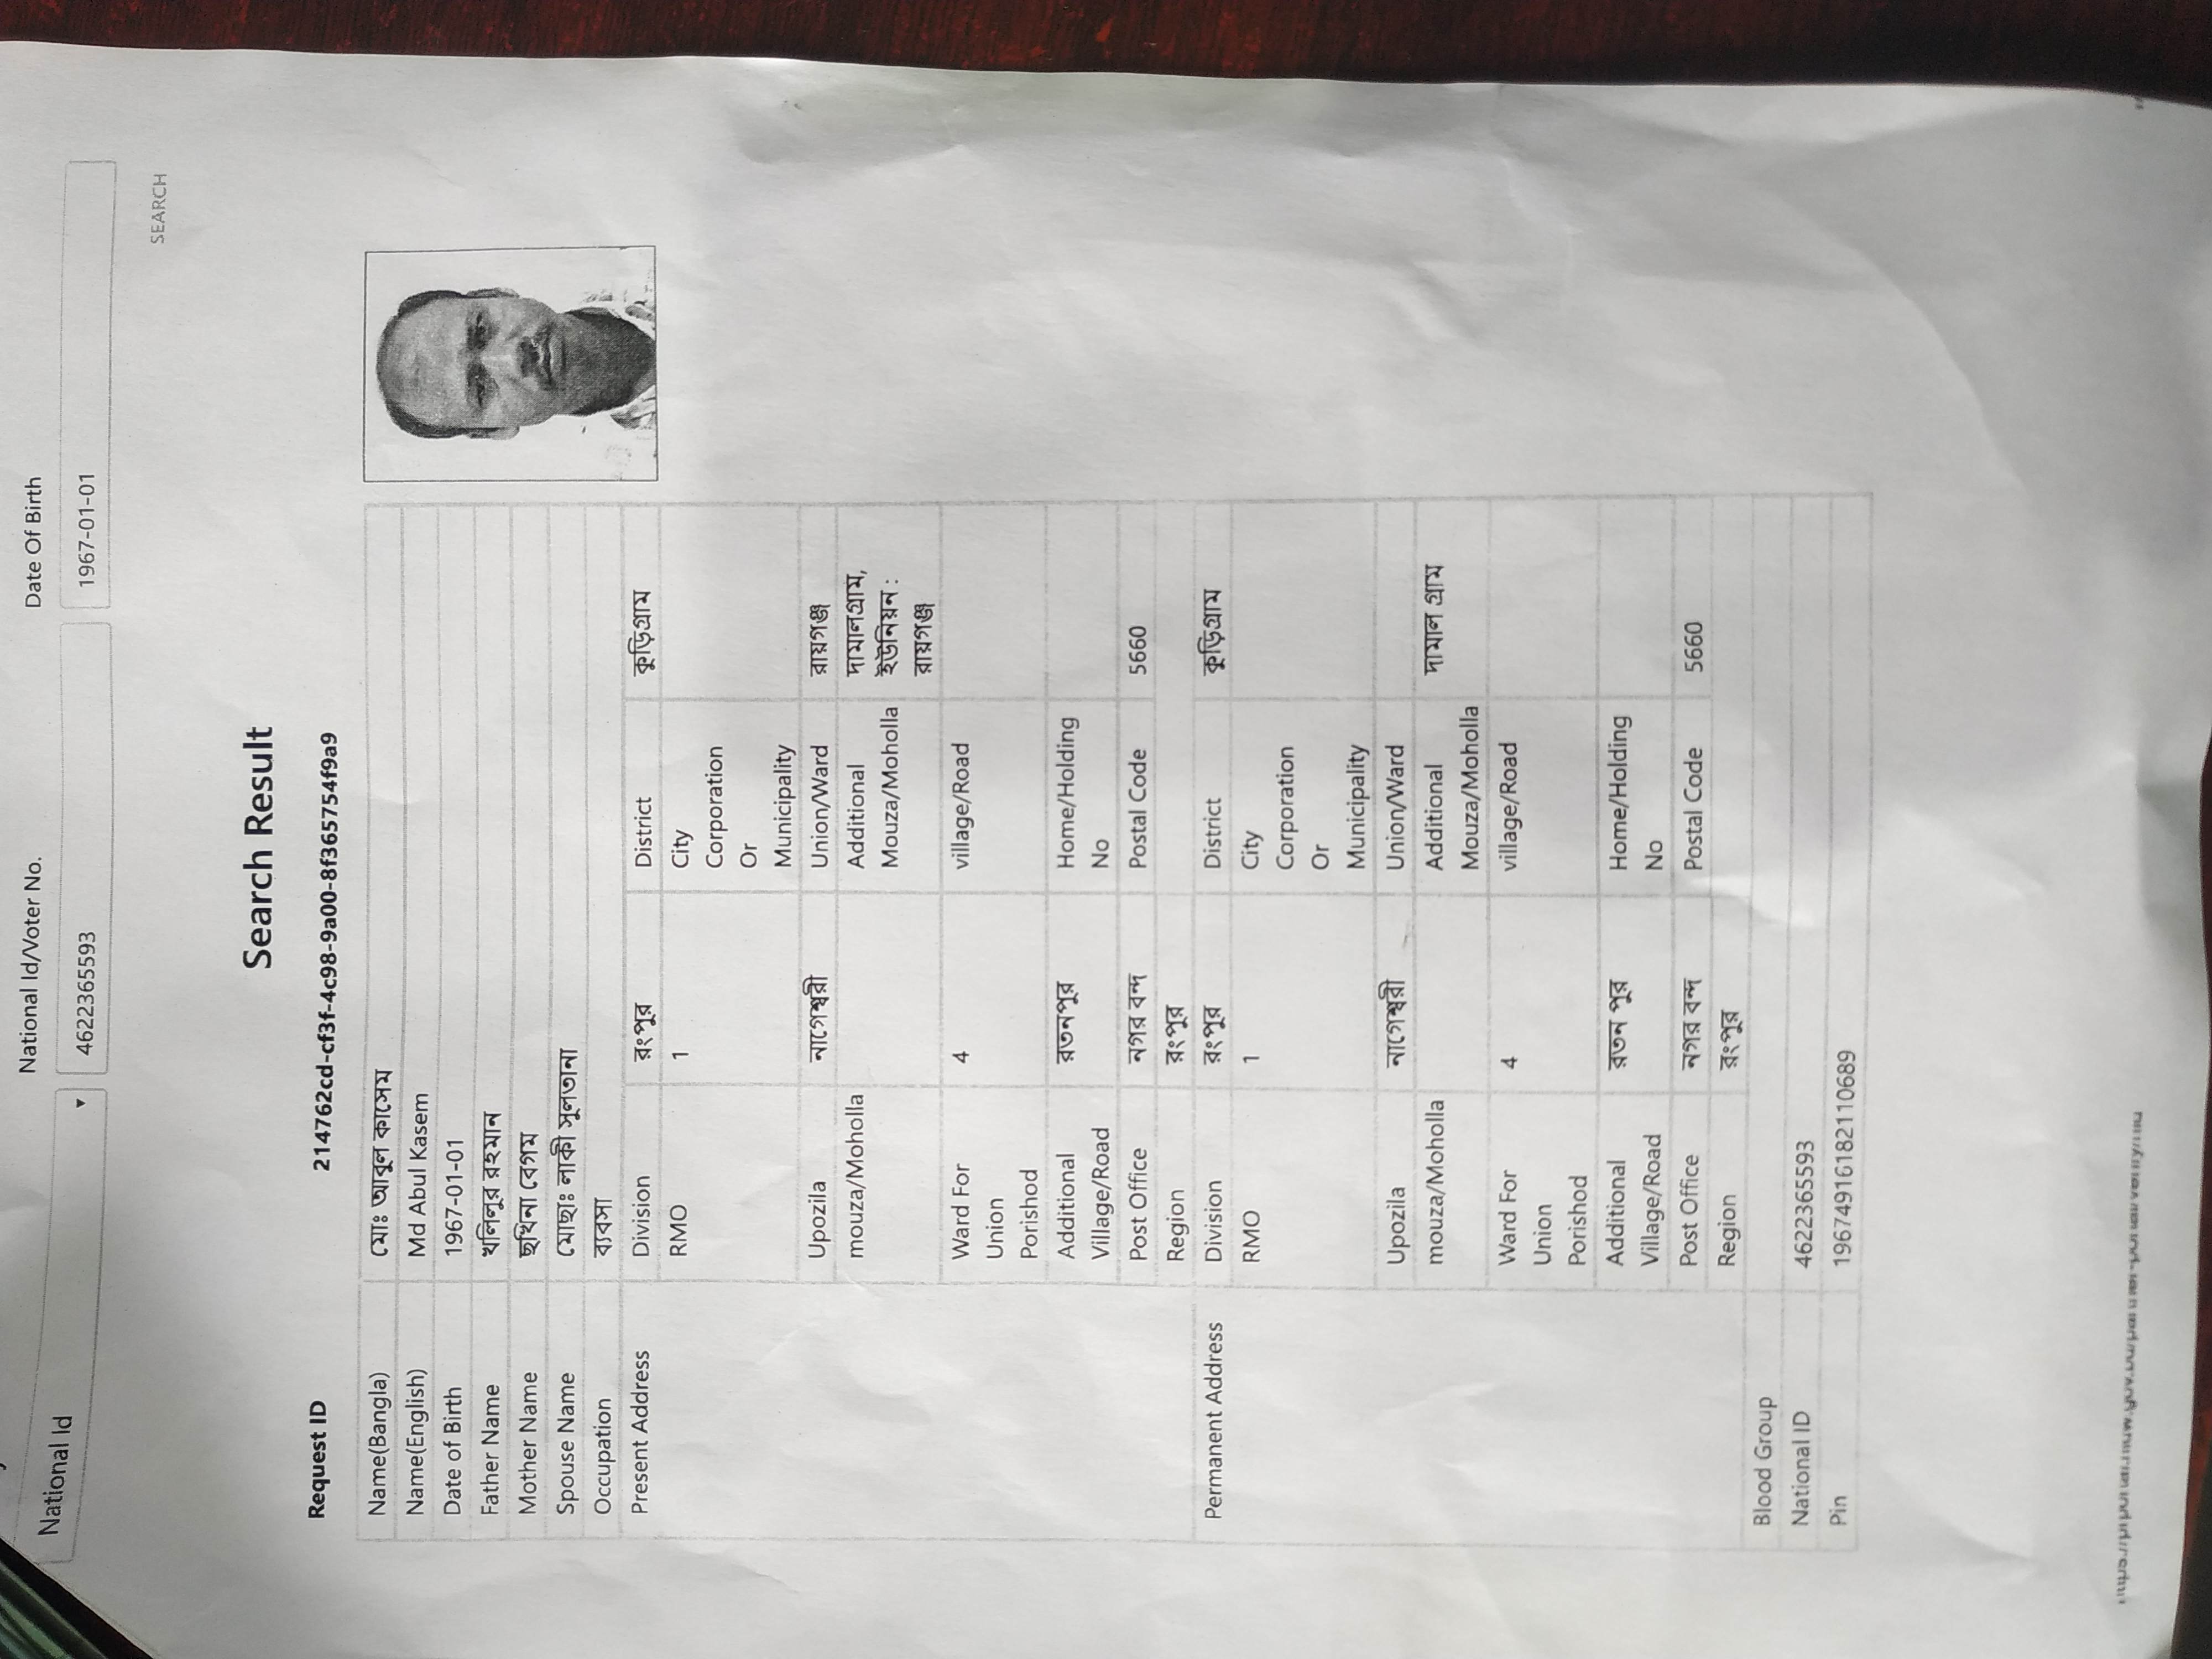 National Id
National Id/Voter No.
4622365593
Date Of Birth
1967-01-01
SEARCH
Search Result
Request ID 214762cd-cf3f-4c98-9a00-8f365754f9a9
Name(Bangla) মোঃ আবুল কাসেম
Name(English) Md Abul Kasem
Date of Birth 1967-01-01
Father Name খলিলুর রহমান
Mother Name ছখিনা বেগম
Spouse Name মোছাঃ লাকী সুলতানা
Occupation ব্যবসা
Present Address Division রংপুর District কুড়িগ্রাম
RMO 1 City
Corporation
Or
Municipality
Upozila নাগেশ্বরী Union/Ward রায়গঞ্জ
mouza/Moholla Additional দামালগ্রাম,
Mouza/Moholla ইউনিয়ন :
রায়গঞ্জ
Ward For 4 village/Road
Union
Porishod
Additional রতনপুর Home/Holding
Village/Road No
Post Office নগর বন্দ Postal Code 5660
Region রংপুর
Permanent Address Division রংপুর District কুড়িগ্রাম
RMO 1 City
Corporation
Or
Municipality
Upozila নাগেশ্বরী Union/Ward
mouza/Moholla Additional দামাল গ্রাম
Mouza/Moholla
Ward For 4 village/Road
Union
Porishod
Additional রতন পুর Home/Holding
Village/Road No
Post Office নগর বন্দ Postal Code 5660
Region রংপুর
Blood Group
National ID 4622365593
Pin 19674916182110689